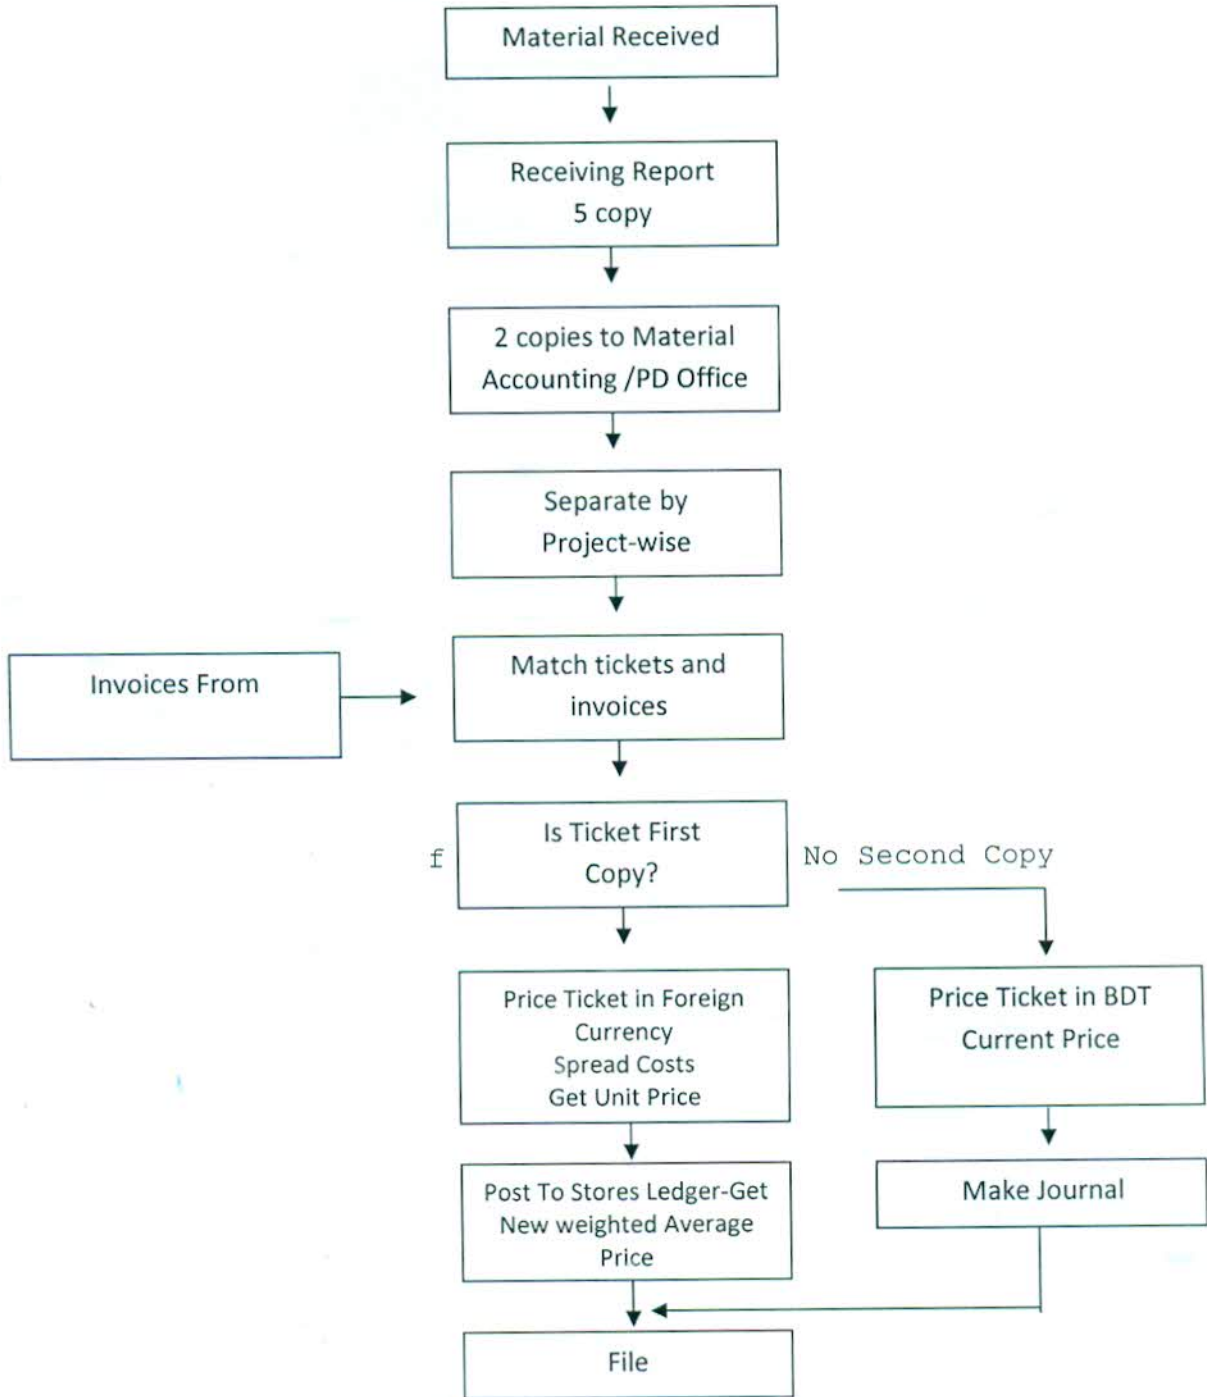 Material Received
Receiving Report
5 copy
2 copies to Material
Accounting /PD Office
Separate by
Project-wise
Invoices From
Match tickets and
invoices
f
Is Ticket First
Copy?
No Second Copy
Price Ticket in Foreign
Currency
Spread Costs
Get Unit Price
Price Ticket in BDT
Current Price
Post To Stores Ledger-Get
New weighted Average
Price
Make Journal
File